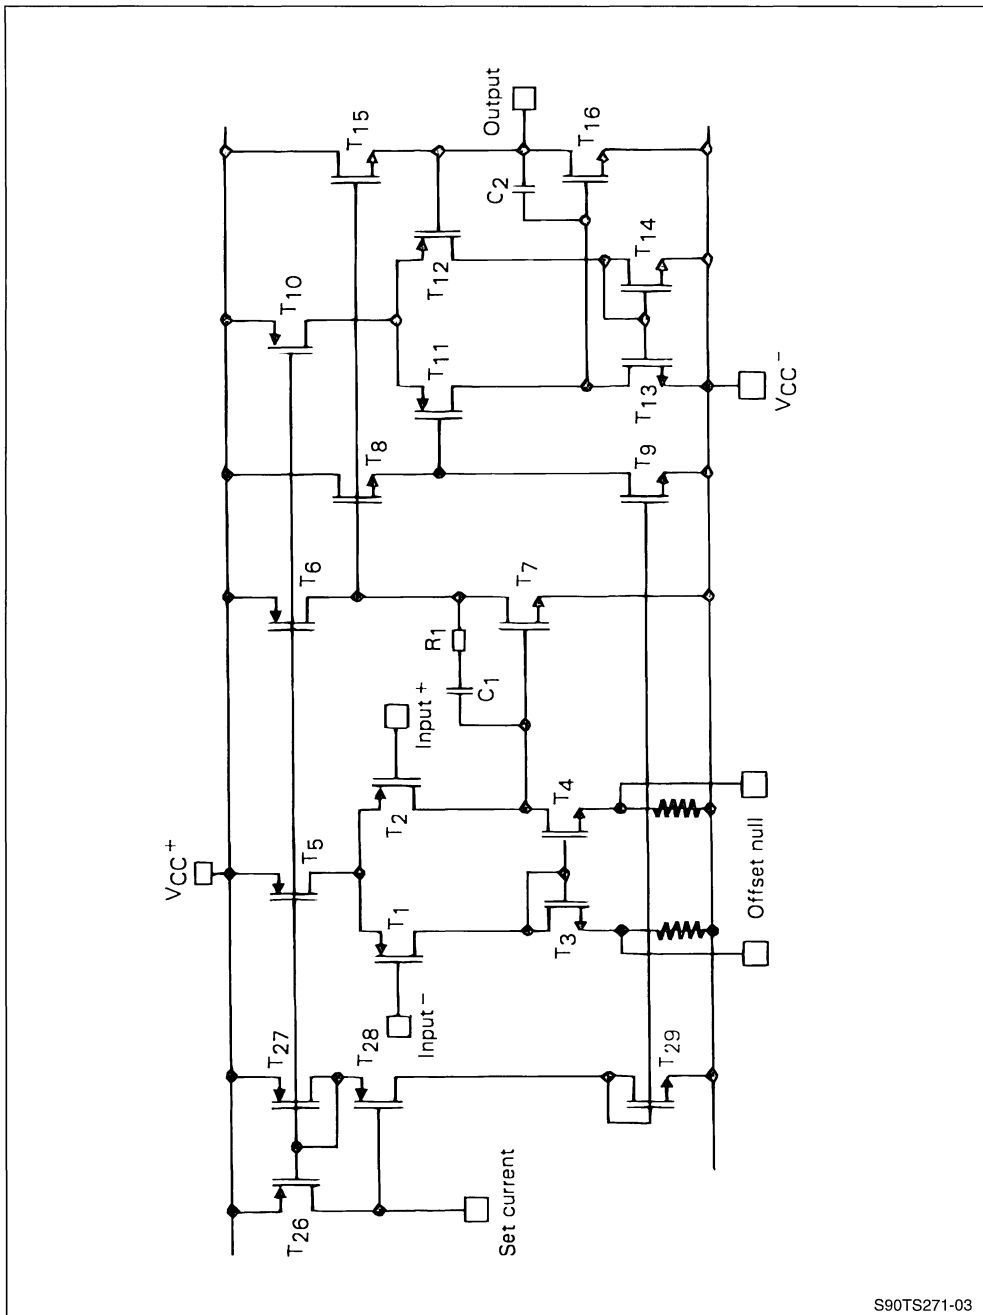 VCC+
T26
T27
T28
T29
Set current
Input-
T1
T5
T2
Input+
T3
T4
Offset null
C1
R1
T6
T7
T8
T9
T10
T11
T12
T13
T14
VCC-
T15
C2
Output
T16
S90TS271-03